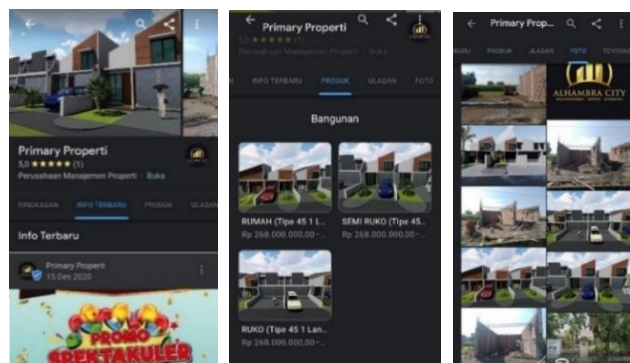 Primary Properti
5,0 ★★★★★ (1)
Perusahaan Manajemen Properti · Buka
RINGKASAN INFO TERBARU PRODUK ULASAN
Info Terbaru
Primary Properti
15 Des 2020
PROMO
SPEKTAKULER
Primary Properti
5,0 ★★★★★ (1)
Perusahaan Manajemen Properti · Buka
N INFO TERBARU PRODUK ULASAN FOTO
Bangunan
RUMAH (Tipe 45 1 L...
Rp 268.000.000,00–...
SEMI RUKO (Tipe 45...
Rp 268.000.000,00–...
RUKO (Tipe 45 1 Lan...
Rp 268.000.000,00–...
Primary Prop...
BARU PRODUK ULASAN FOTO TENTANG
ALHAMBRA CITY